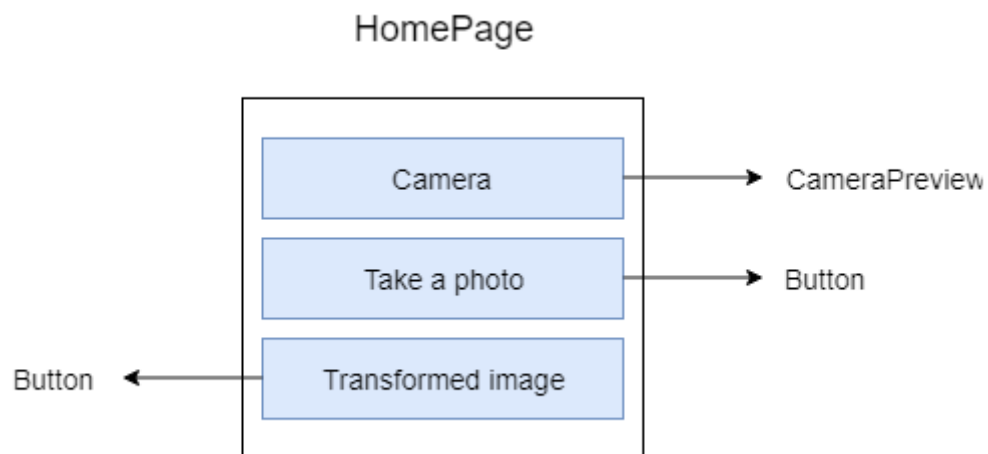 HomePage
Camera
CameraPreview
Take a photo
Button
Button
Transformed image